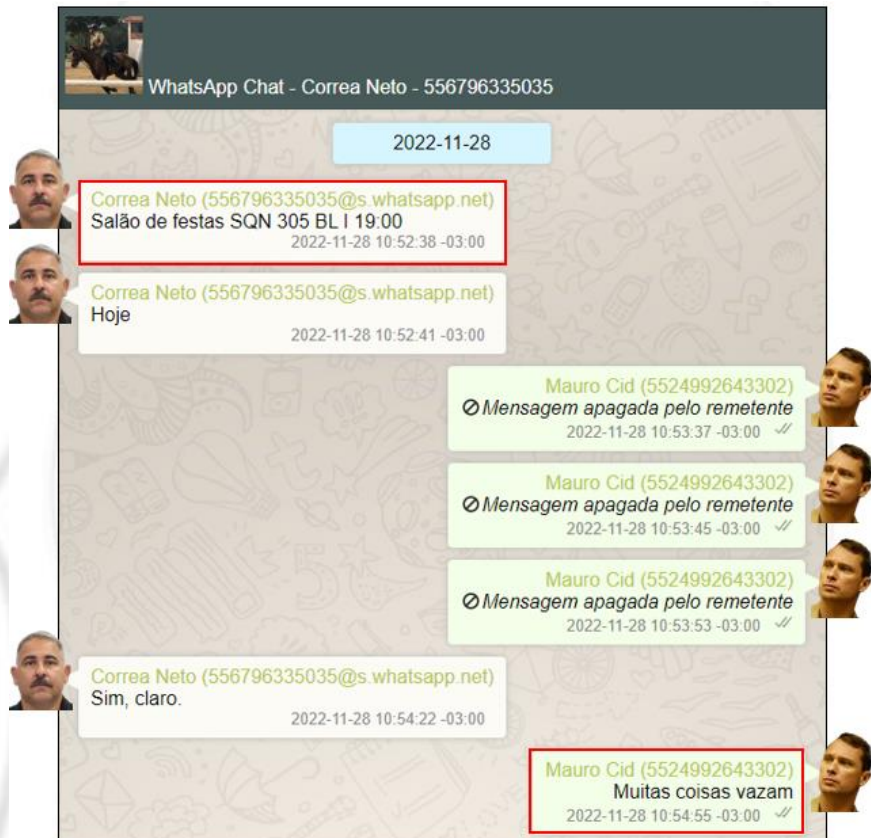 WhatsApp Chat - Correa Neto - 556796335035
2022-11-28
Correa Neto (556796335035@s.whatsapp.net)
Salão de festas SQN 305 BL I 19:00
2022-11-28 10:52:38 -03:00
Correa Neto (556796335035@s.whatsapp.net)
Hoje
2022-11-28 10:52:41 -03:00
Mauro Cid (5524992643302)
Mensagem apagada pelo remetente
2022-11-28 10:53:37 -03:00
Mauro Cid (5524992643302)
Mensagem apagada pelo remetente
2022-11-28 10:53:45 -03:00
Mauro Cid (5524992643302)
Mensagem apagada pelo remetente
2022-11-28 10:53:53 -03:00
Correa Neto (556796335035@s.whatsapp.net)
Sim, claro.
2022-11-28 10:54:22 -03:00
Mauro Cid (5524992643302)
Muitas coisas vazam
2022-11-28 10:54:55 -03:00